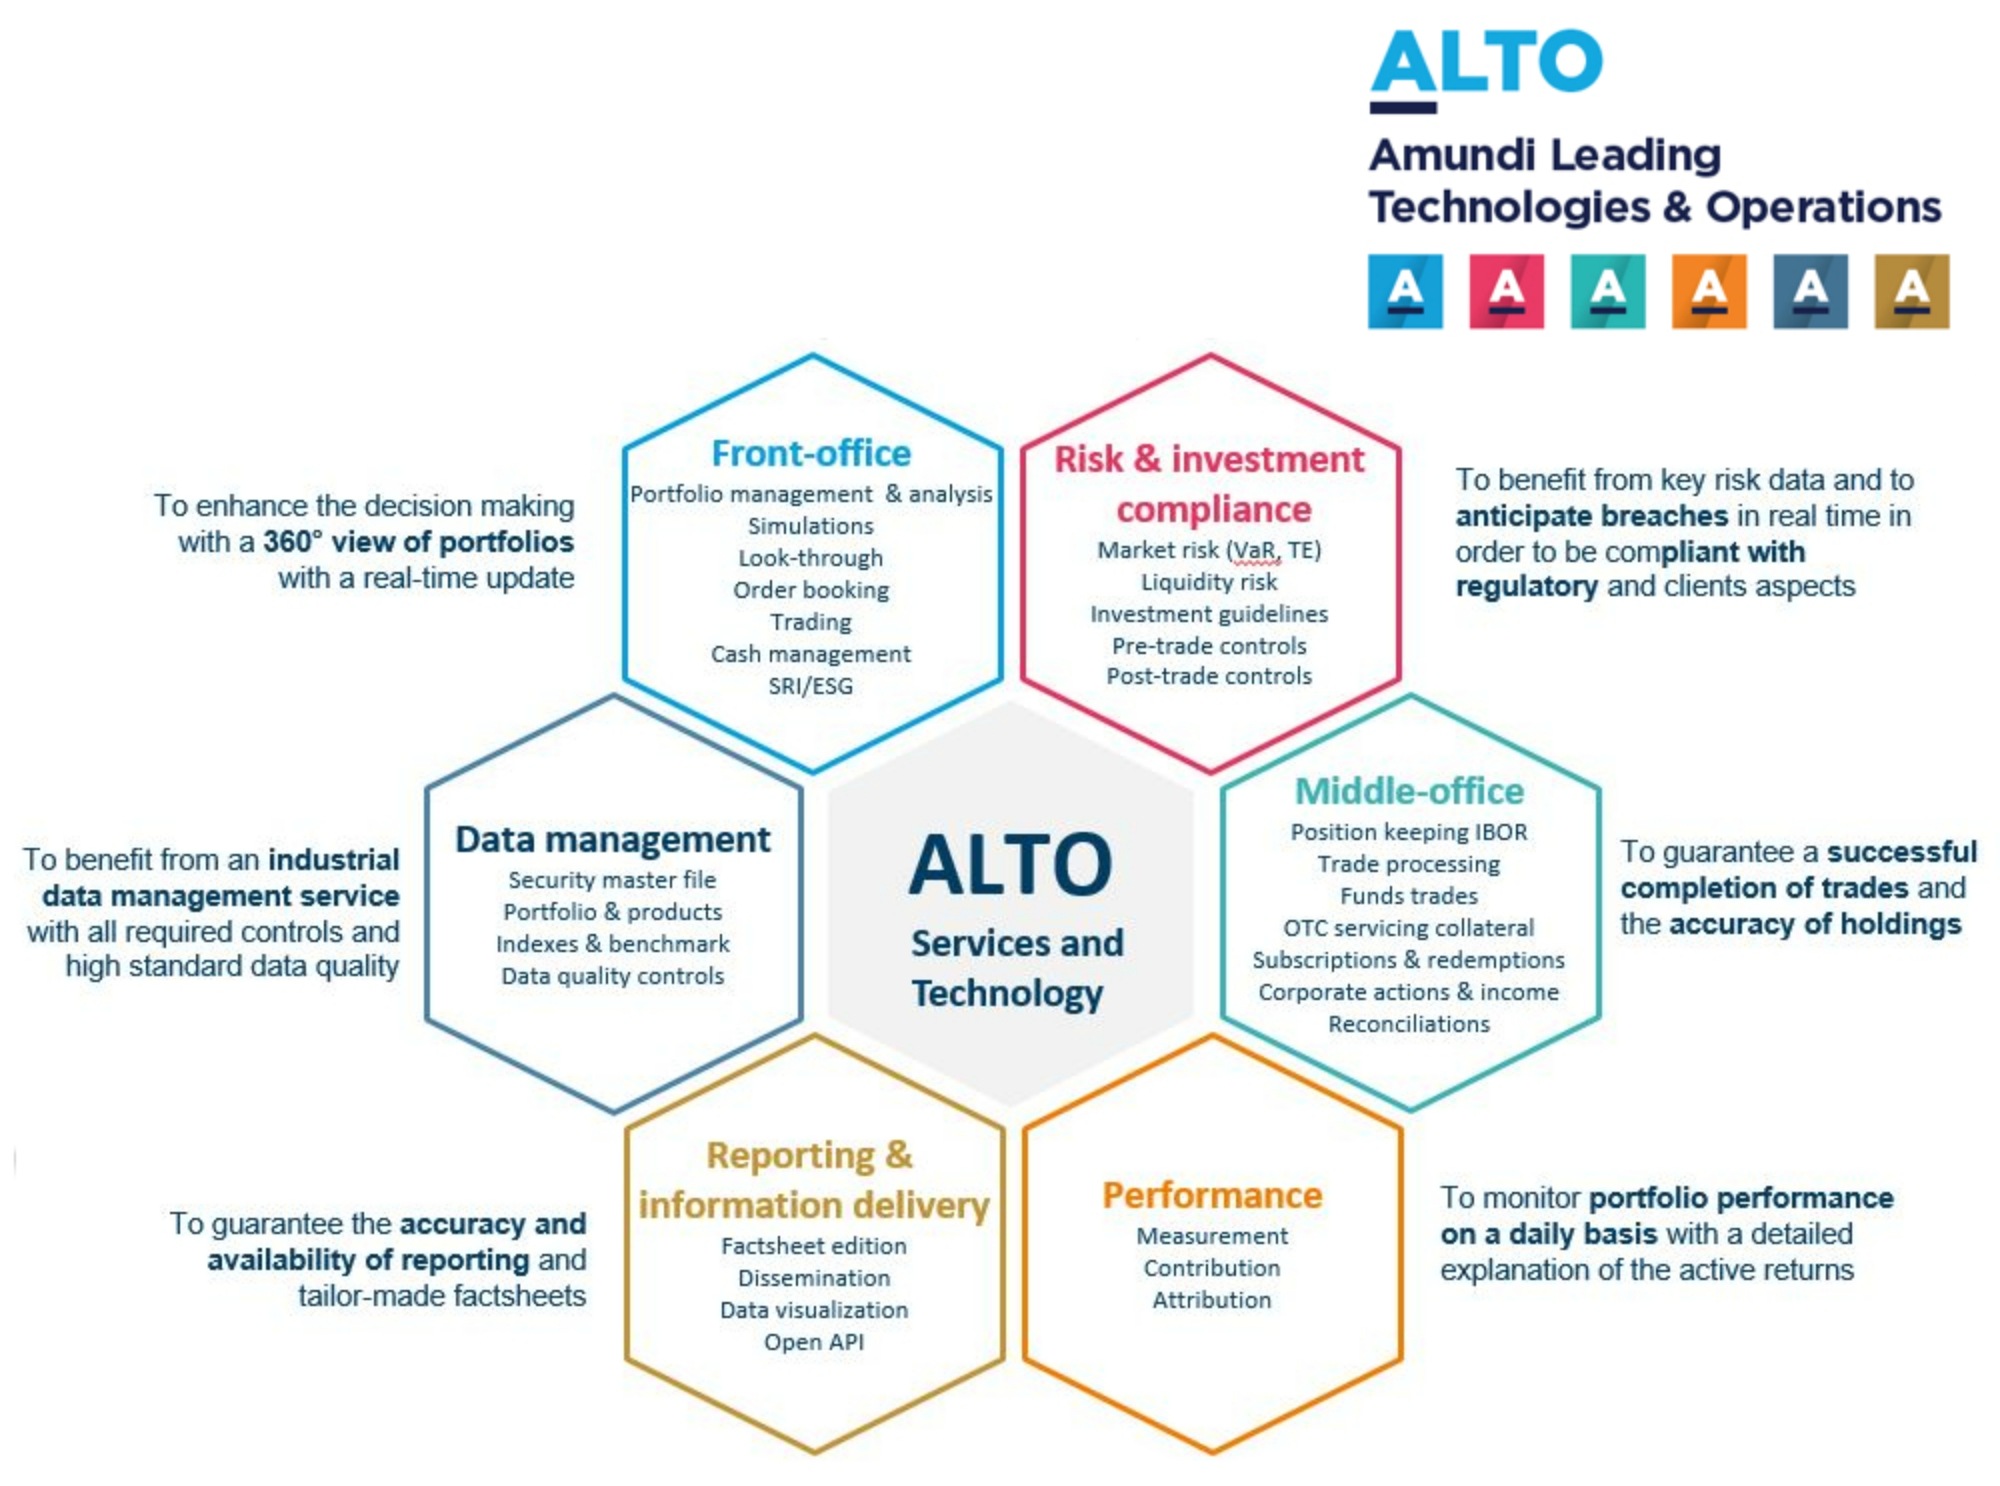 ALTO
Amundi Leading
Technologies & Operations
A A A A A A
To enhance the decision making
with a 360° view of portfolios
with a real-time update
Front-office
Portfolio management & analysis
Simulations
Look-through
Order booking
Trading
Cash management
SRI/ESG
Risk & investment
compliance
Market risk (VaR, TE)
Liquidity risk
Investment guidelines
Pre-trade controls
Post-trade controls
To benefit from key risk data and to
anticipate breaches in real time in
order to be compliant with
regulatory and clients aspects
To benefit from an industrial
data management service
with all required controls and
high standard data quality
Data management
Security master file
Portfolio & products
Indexes & benchmark
Data quality controls
ALTO
Services and
Technology
Middle-office
Position keeping IBOR
Trade processing
Funds trades
OTC servicing collateral
Subscriptions & redemptions
Corporate actions & income
Reconciliations
To guarantee a successful
completion of trades and
the accuracy of holdings
To guarantee the accuracy and
availability of reporting and
tailor-made factsheets
Reporting &
information delivery
Factsheet edition
Dissemination
Data visualization
Open API
Performance
Measurement
Contribution
Attribution
To monitor portfolio performance
on a daily basis with a detailed
explanation of the active returns